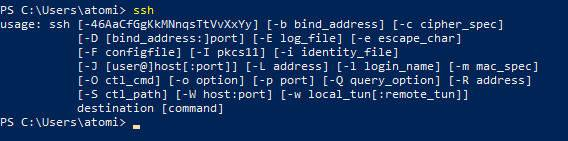 PS C:\Users\atomi> ssh
usage: ssh [-46AaCfGgKkMNnqsTtVvXxYy] [-b bind_address] [-c cipher_spec]
[-D [bind_address:]port] [-E log_file] [-e escape_char]
[-F configfile] [-I pkcs11] [-i identity_file]
[-J [user@]host[:port]] [-L address] [-l login_name] [-m mac_spec]
[-O ctl_cmd] [-o option] [-p port] [-Q query_option] [-R address]
[-S ctl_path] [-W host:port] [-w local_tun[:remote_tun]]
destination [command]
PS C:\Users\atomi>